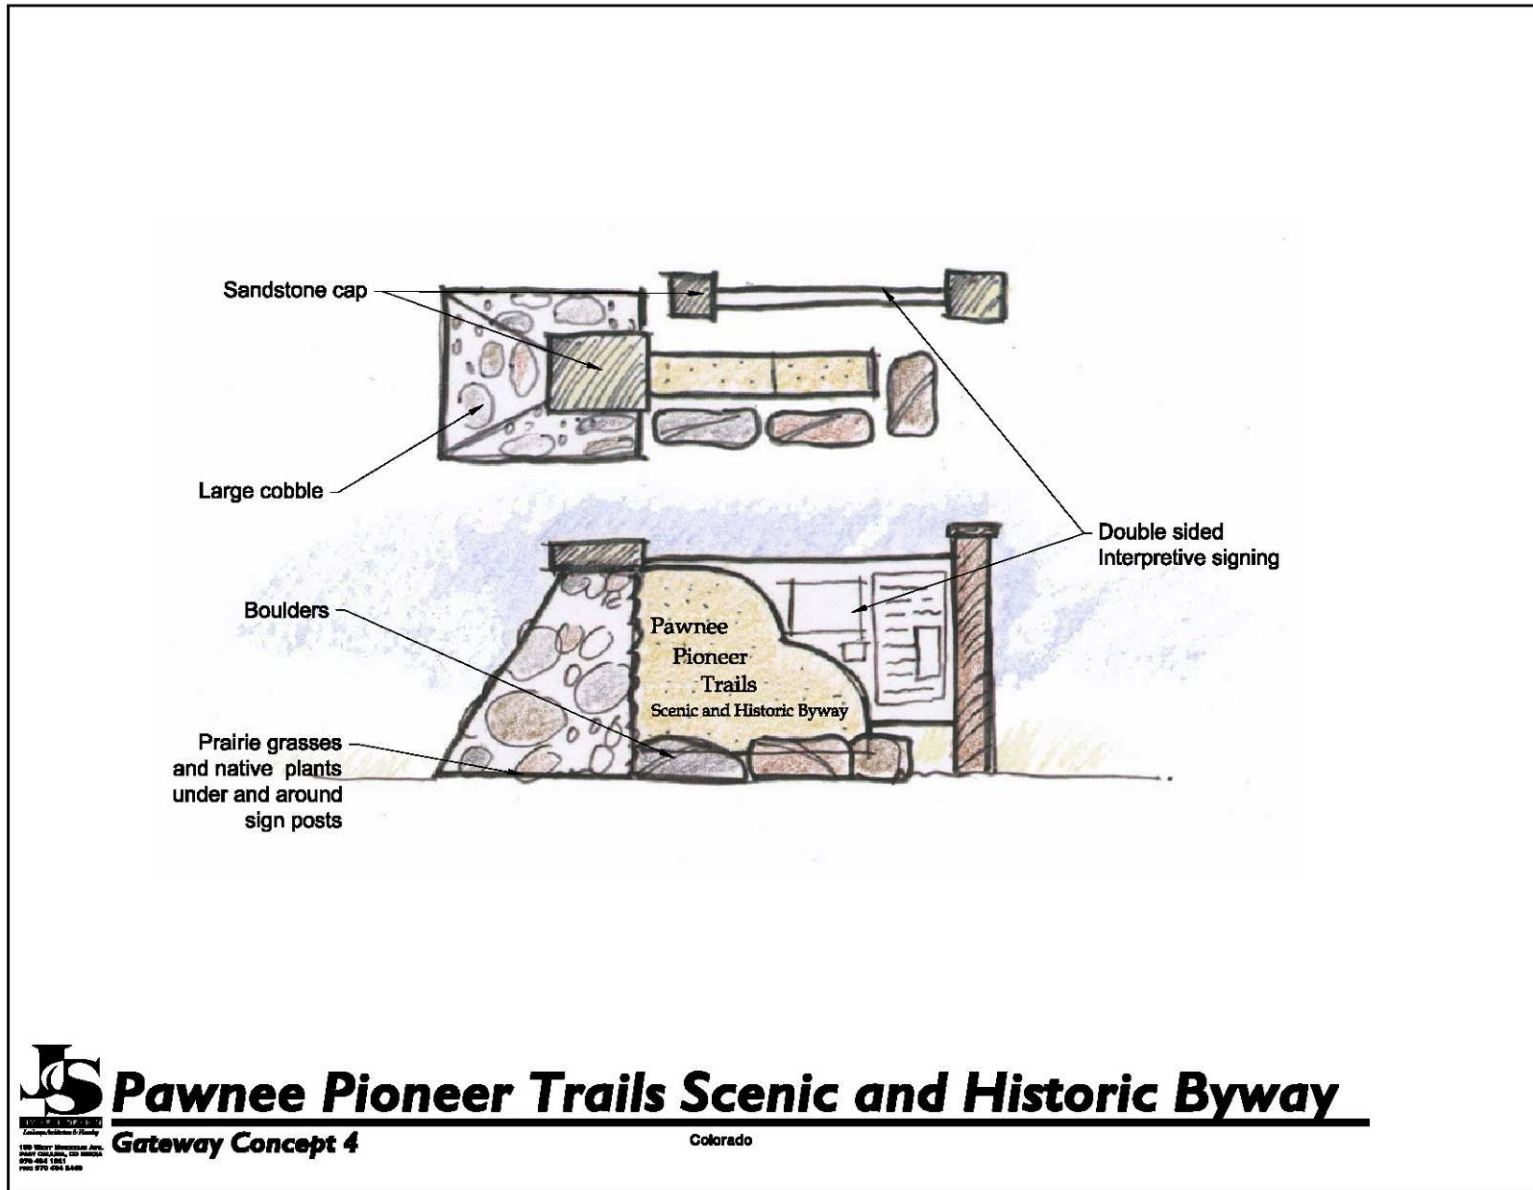 Sandstone cap
Large cobble
Double sided
Interpretive signing
Boulders
Pawnee
Pioneer
Trails
Scenic and Historic Byway
Prairie grasses
and native plants
under and around
sign posts
Pawnee Pioneer Trails Scenic and Historic Byway
Gateway Concept 4
Colorado